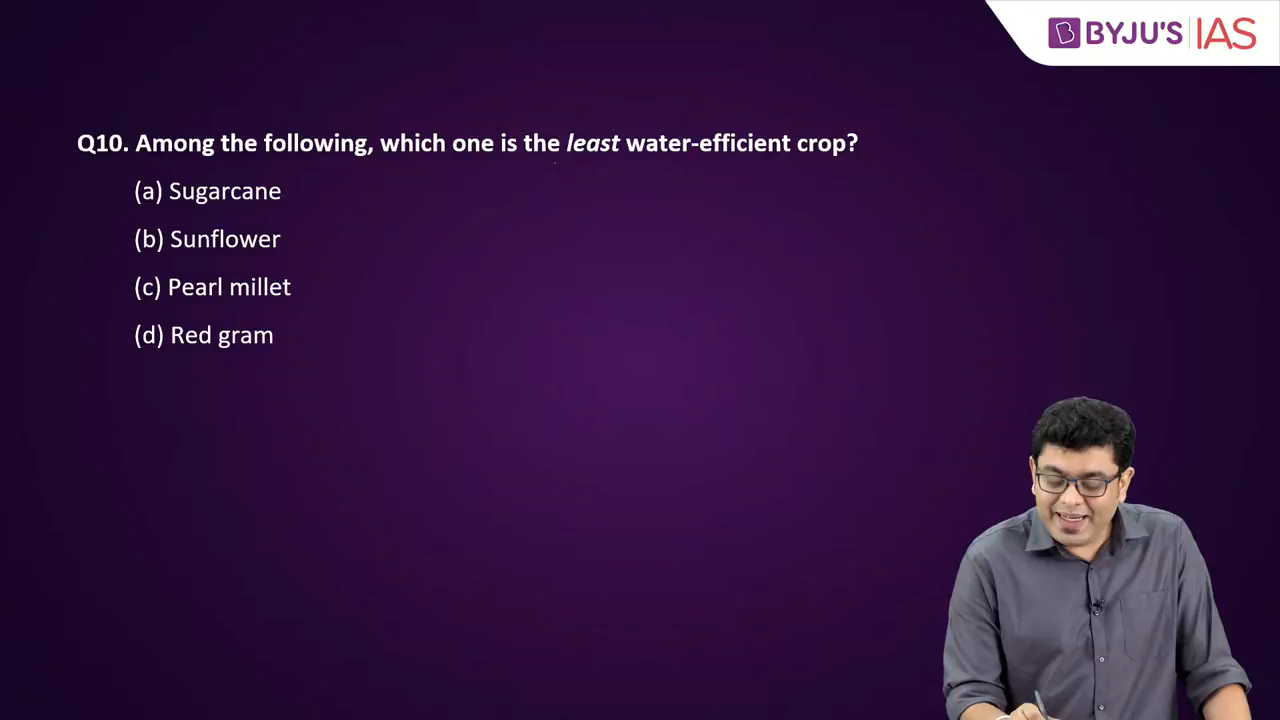 BYJU'S IAS
Q10. Among the following, which one is the least water-efficient crop?
(a) Sugarcane
(b) Sunflower
(c) Pearl millet
(d) Red gram